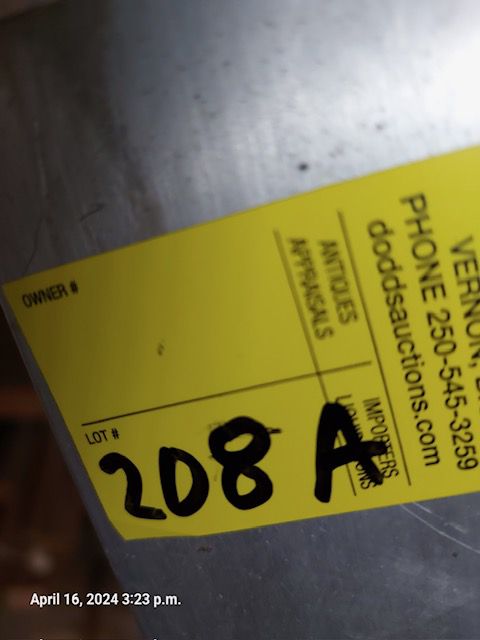 OWNER #
LOT #
208 A
ANTIQUES
APPRAISALS
IMPORTERS
VERNON,
PHONE 250-545-3259
doddsauctions.com
April 16, 2024 3:23 p.m.